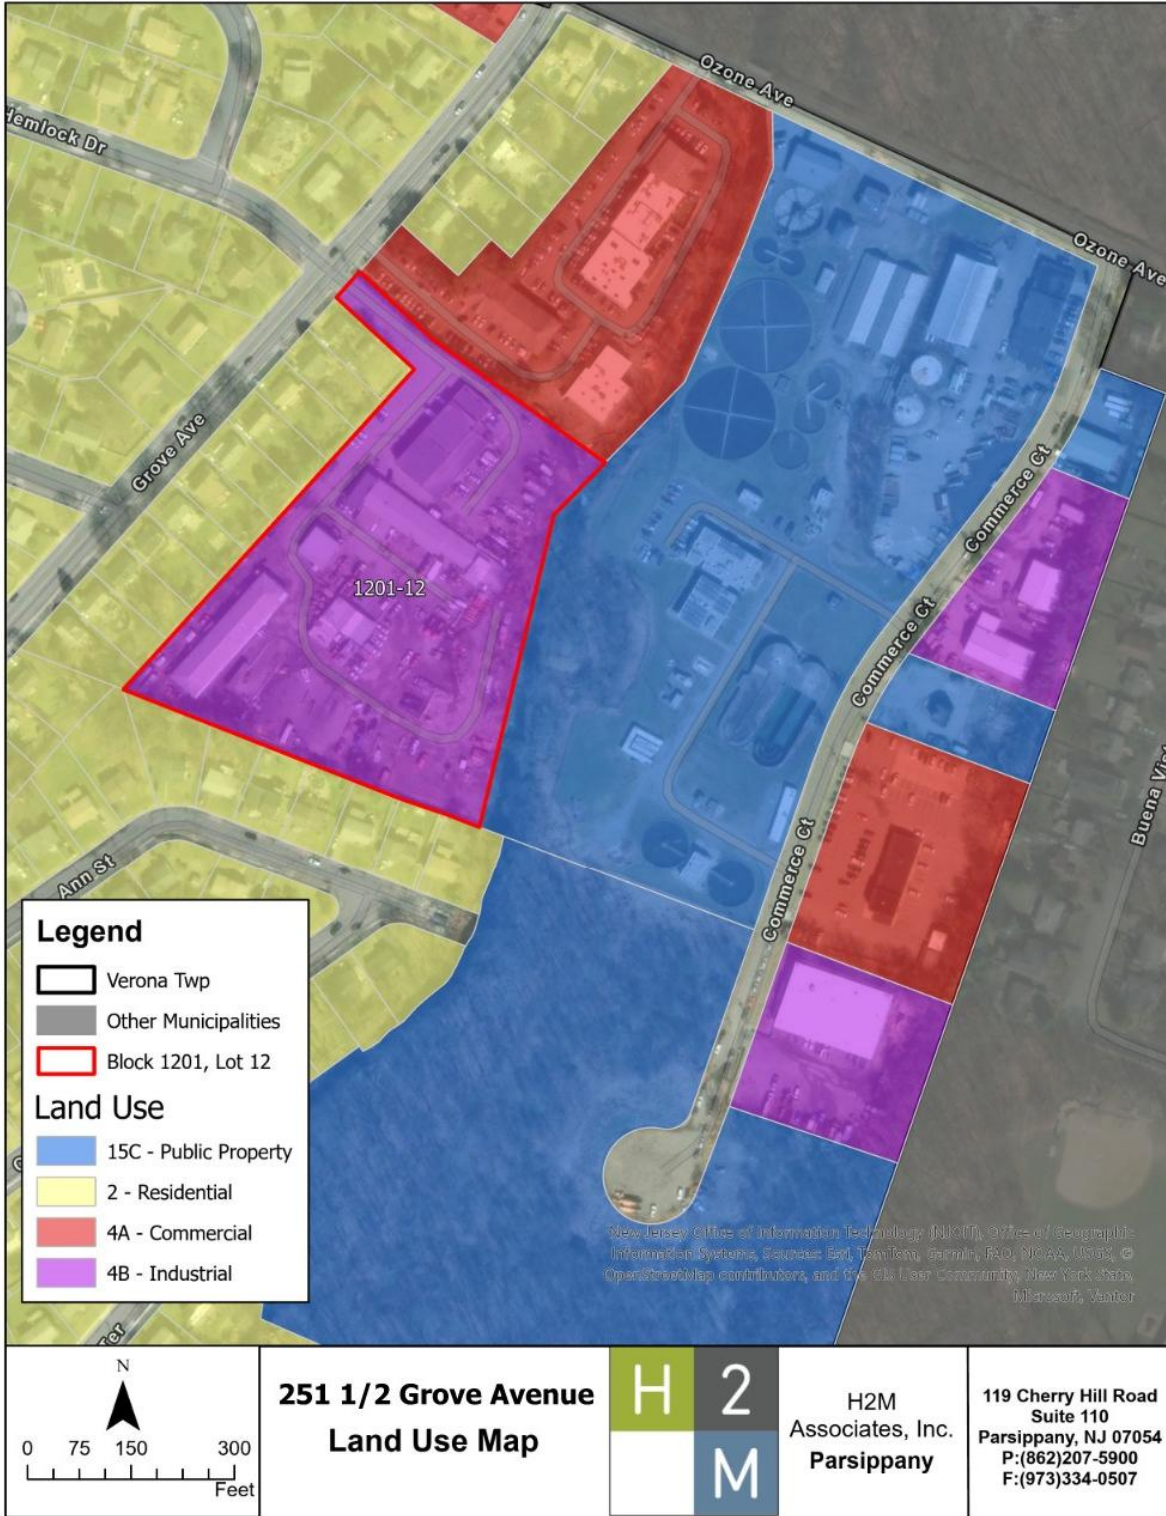 Ozone Ave
Hemlock Dr
Ozone Ave
Grove Ave
Commerce Ct
1201-12
Commerce Ct
Commerce Ct
Buena Vist
Ann St
Commerce Ct
Legend
Verona Twp
Other Municipalities
Block 1201, Lot 12
Land Use
15C - Public Property
2 - Residential
4A - Commercial
4B - Industrial
New Jersey Office of Information Technology (NJOIT), Office of Geographic
Information Systems, Sources: Esri, TomTom, Garmin, FAO, NOAA, USGS, ©
OpenStreetMap contributors, and the GIS User Community, New York State,
Microsoft, Vantor
Ter
N
0 75 150 300
Feet
251 1/2 Grove Avenue
Land Use Map
H 2
M
H2M
Associates, Inc.
Parsippany
119 Cherry Hill Road
Suite 110
Parsippany, NJ 07054
P:(862)207-5900
F:(973)334-0507